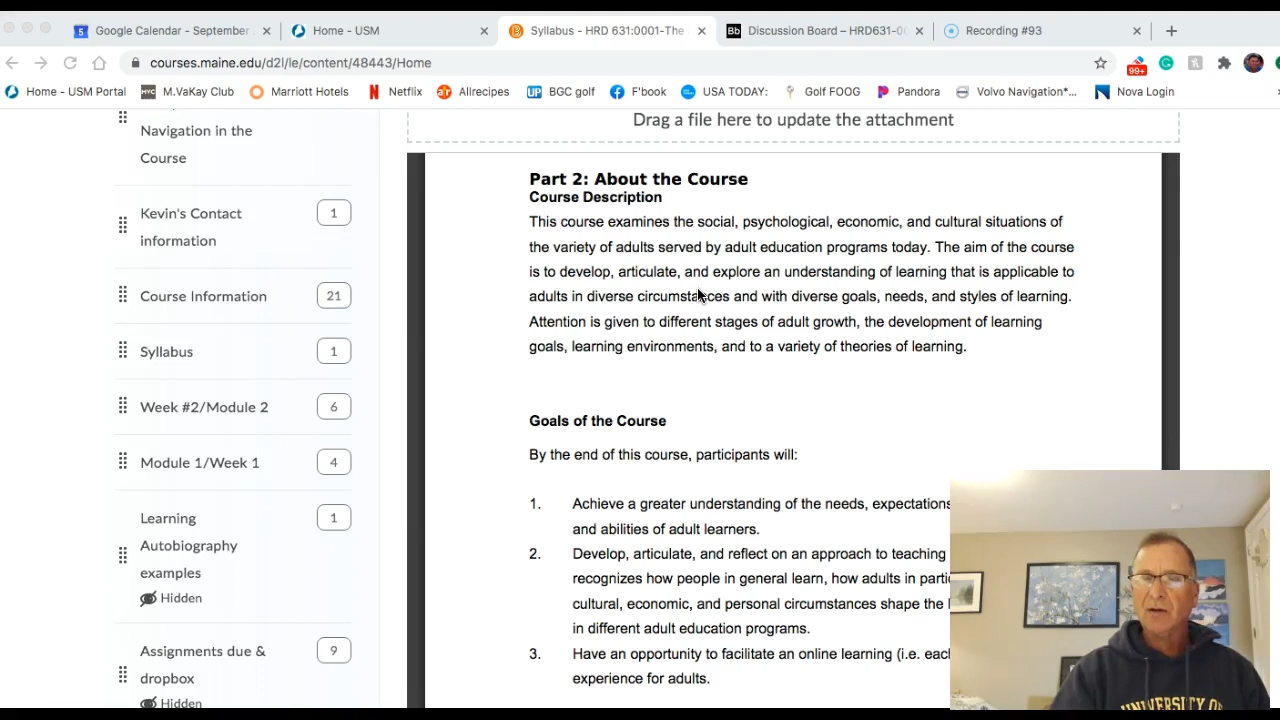 5 Google Calendar - September
Home - USM
Syllabus - HRD 631:0001-The
Bb Discussion Board – HRD631-0
Recording #93
courses.maine.edu/d2l/le/content/48443/Home
99+
Home - USM Portal
MYC M.VaKay Club
Marriott Hotels
Netflix
ar Allrecipes
UP BGC golf
F'book
USA TODAY:
Golf FOOG
Pandora
Volvo Navigation*...
Nova Login
Navigation in the
Course
Kevin's Contact
information
1
Course Information 21
Syllabus 1
Week #2/Module 2 6
Module 1/Week 1 4
Learning
Autobiography
examples
1
Hidden
Assignments due &
dropbox
9
Hidden
Drag a file here to update the attachment
Part 2: About the Course
Course Description
This course examines the social, psychological, economic, and cultural situations of
the variety of adults served by adult education programs today. The aim of the course
is to develop, articulate, and explore an understanding of learning that is applicable to
adults in diverse circumstances and with diverse goals, needs, and styles of learning.
Attention is given to different stages of adult growth, the development of learning
goals, learning environments, and to a variety of theories of learning.
Goals of the Course
By the end of this course, participants will:
1. Achieve a greater understanding of the needs, expectations
and abilities of adult learners.
2. Develop, articulate, and reflect on an approach to teaching
recognizes how people in general learn, how adults in parti
cultural, economic, and personal circumstances shape the
in different adult education programs.
3. Have an opportunity to facilitate an online learning (i.e. eac
experience for adults.
UNIVERSITY OF